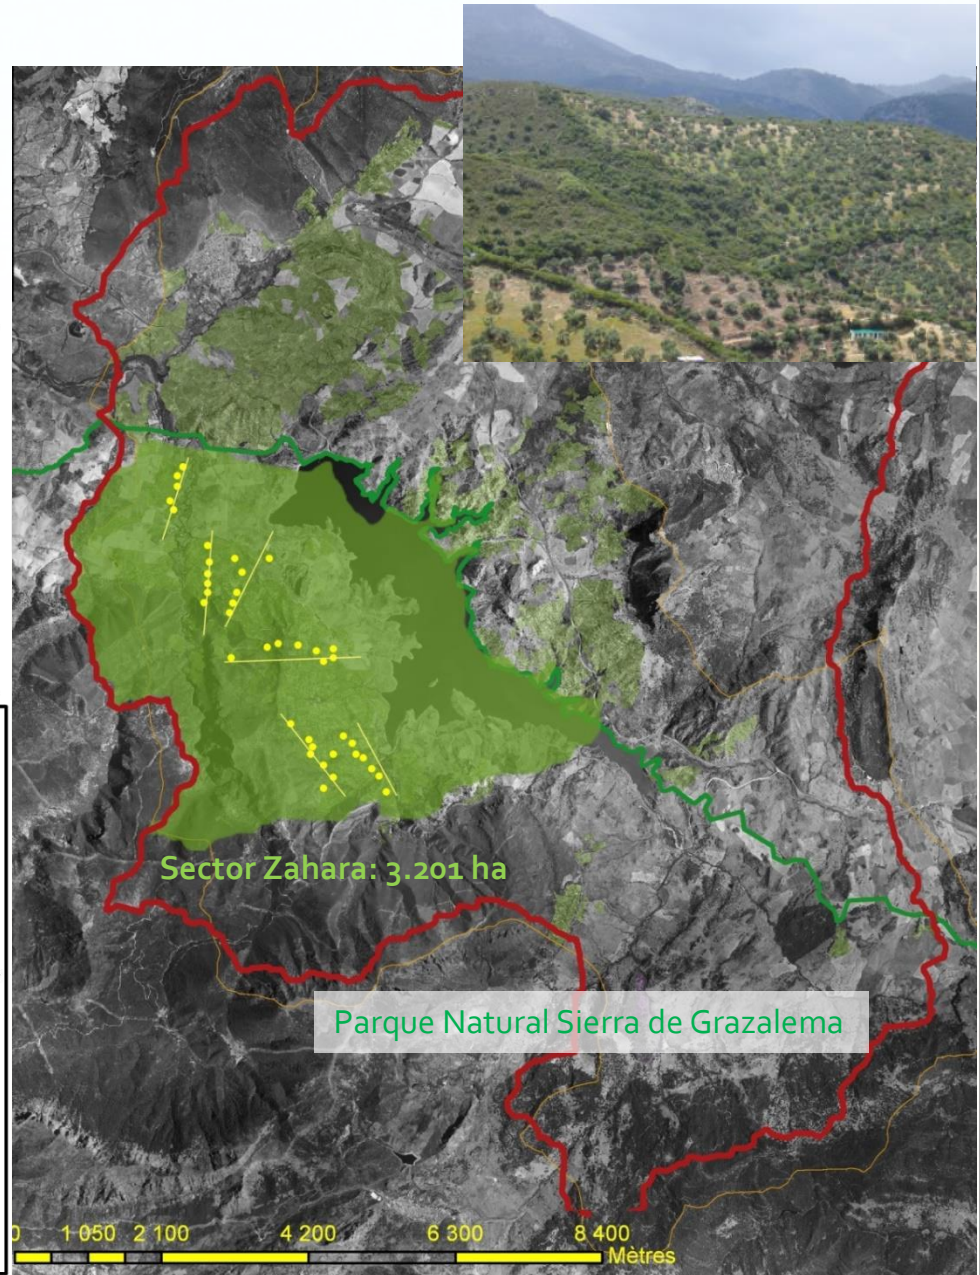 Sector Zahara: 3.201 ha
Parque Natural Sierra de Grazalema
0 1 050 2 100 4 200 6 300 8 400
Mètres